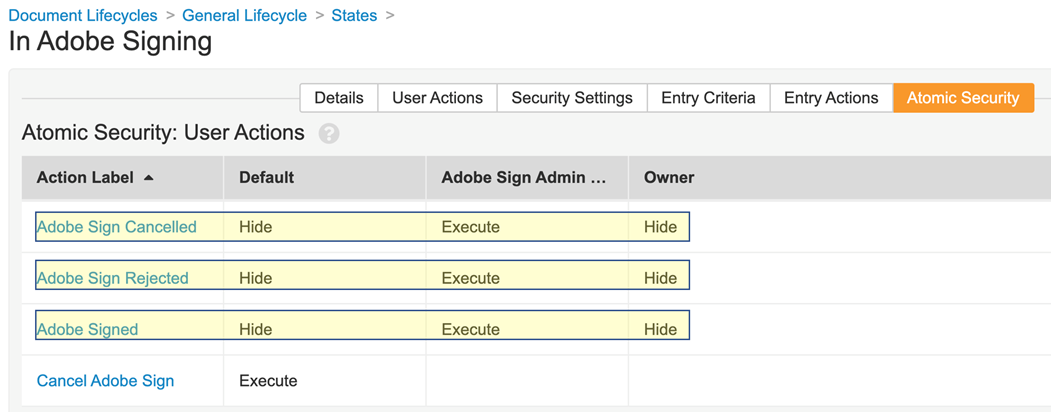 Document Lifecycles > General Lifecycle > States >
In Adobe Signing
Details User Actions Security Settings Entry Criteria Entry Actions Atomic Security
Atomic Security: User Actions ?
Action Label Default Adobe Sign Admin ... Owner
Adobe Sign Cancelled Hide Execute Hide
Adobe Sign Rejected Hide Execute Hide
Adobe Signed Hide Execute Hide
Cancel Adobe Sign Execute